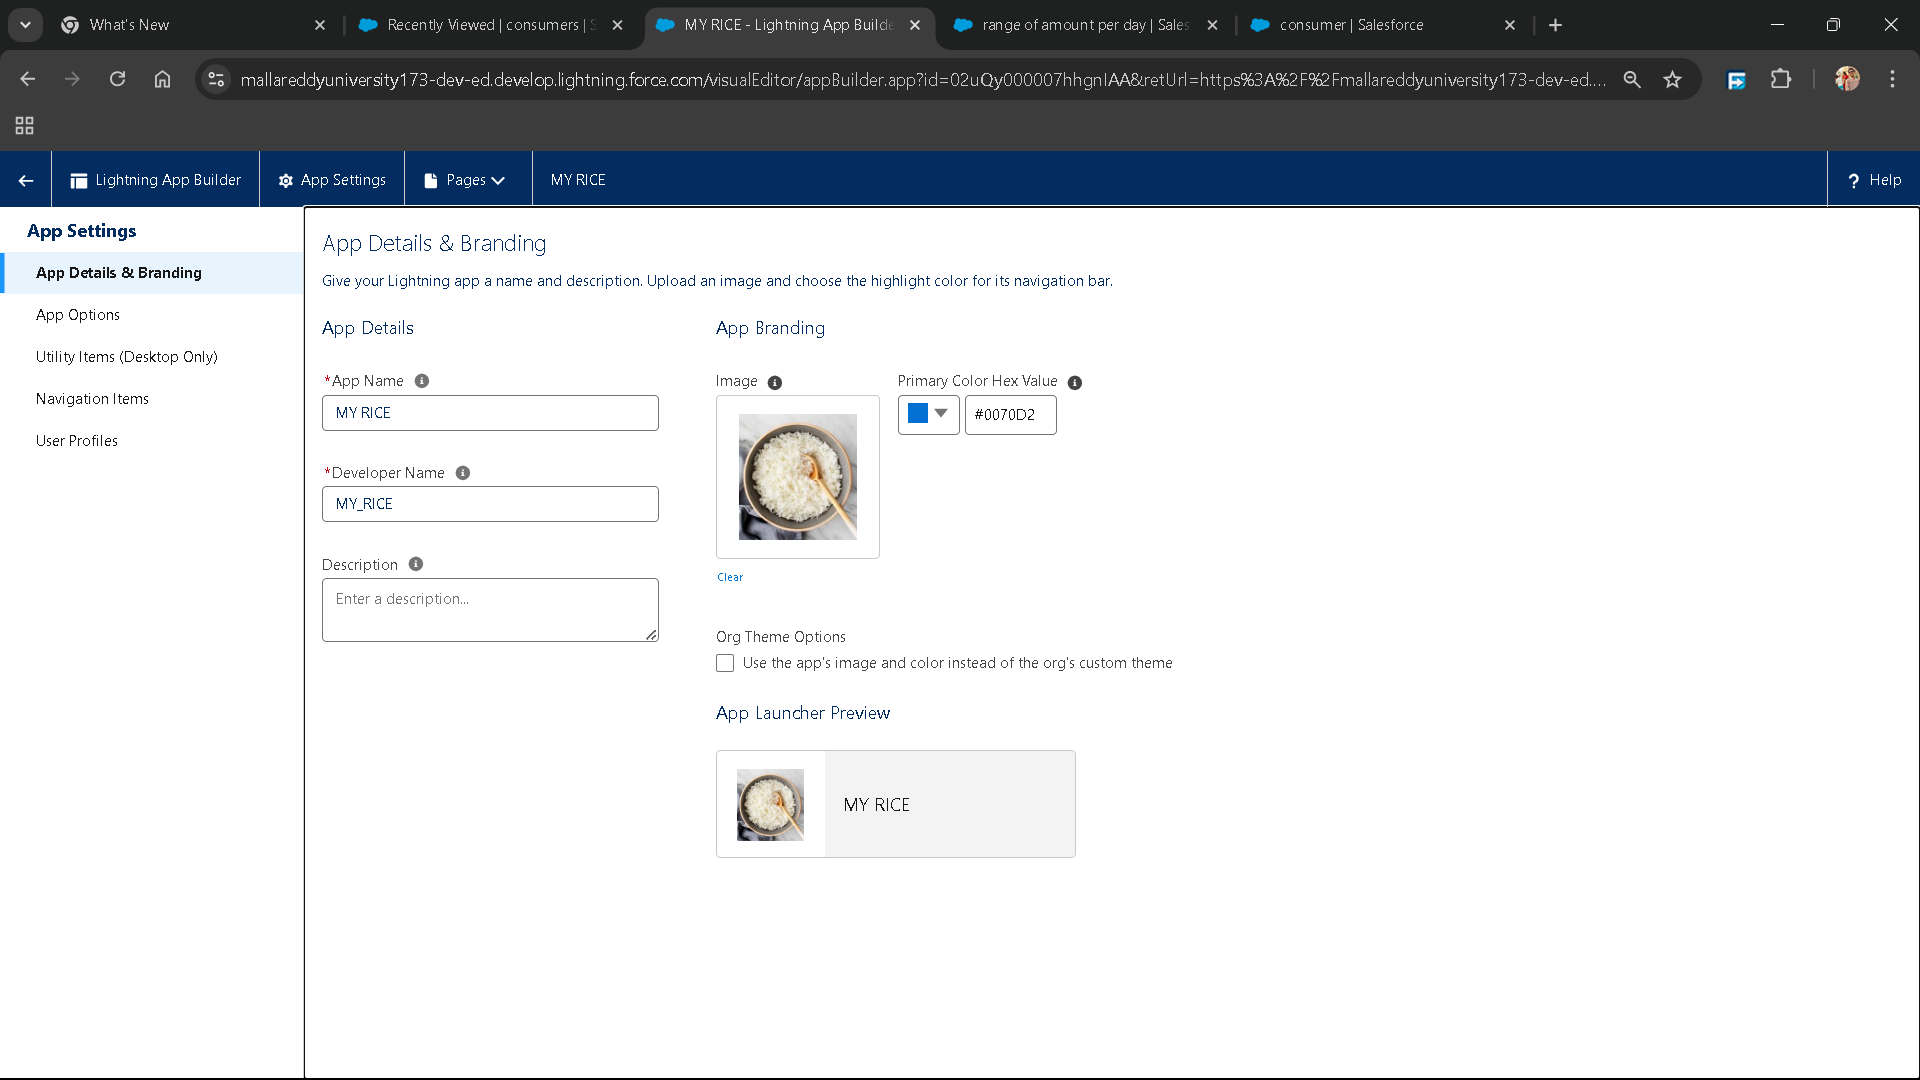 What's New
Recently Viewed | consumers | S
MY RICE - Lightning App Builde
range of amount per day | Sales
consumer | Salesforce
mallareddyuniversity173-dev-ed.develop.lightning.force.com/visualEditor/appBuilder.app?id=02uQy000007hhgnIAA&retUrl=https%3A%2F%2Fmallareddyuniversity173-dev-ed....
Lightning App Builder
App Settings
Pages
MY RICE
? Help
App Settings
App Details & Branding
App Options
Utility Items (Desktop Only)
Navigation Items
User Profiles
App Details & Branding
Give your Lightning app a name and description. Upload an image and choose the highlight color for its navigation bar.
App Details
*App Name
MY RICE
*Developer Name
MY_RICE
Description
Enter a description...
App Branding
Image
Primary Color Hex Value
#0070D2
Clear
Org Theme Options
Use the app's image and color instead of the org's custom theme
App Launcher Preview
MY RICE